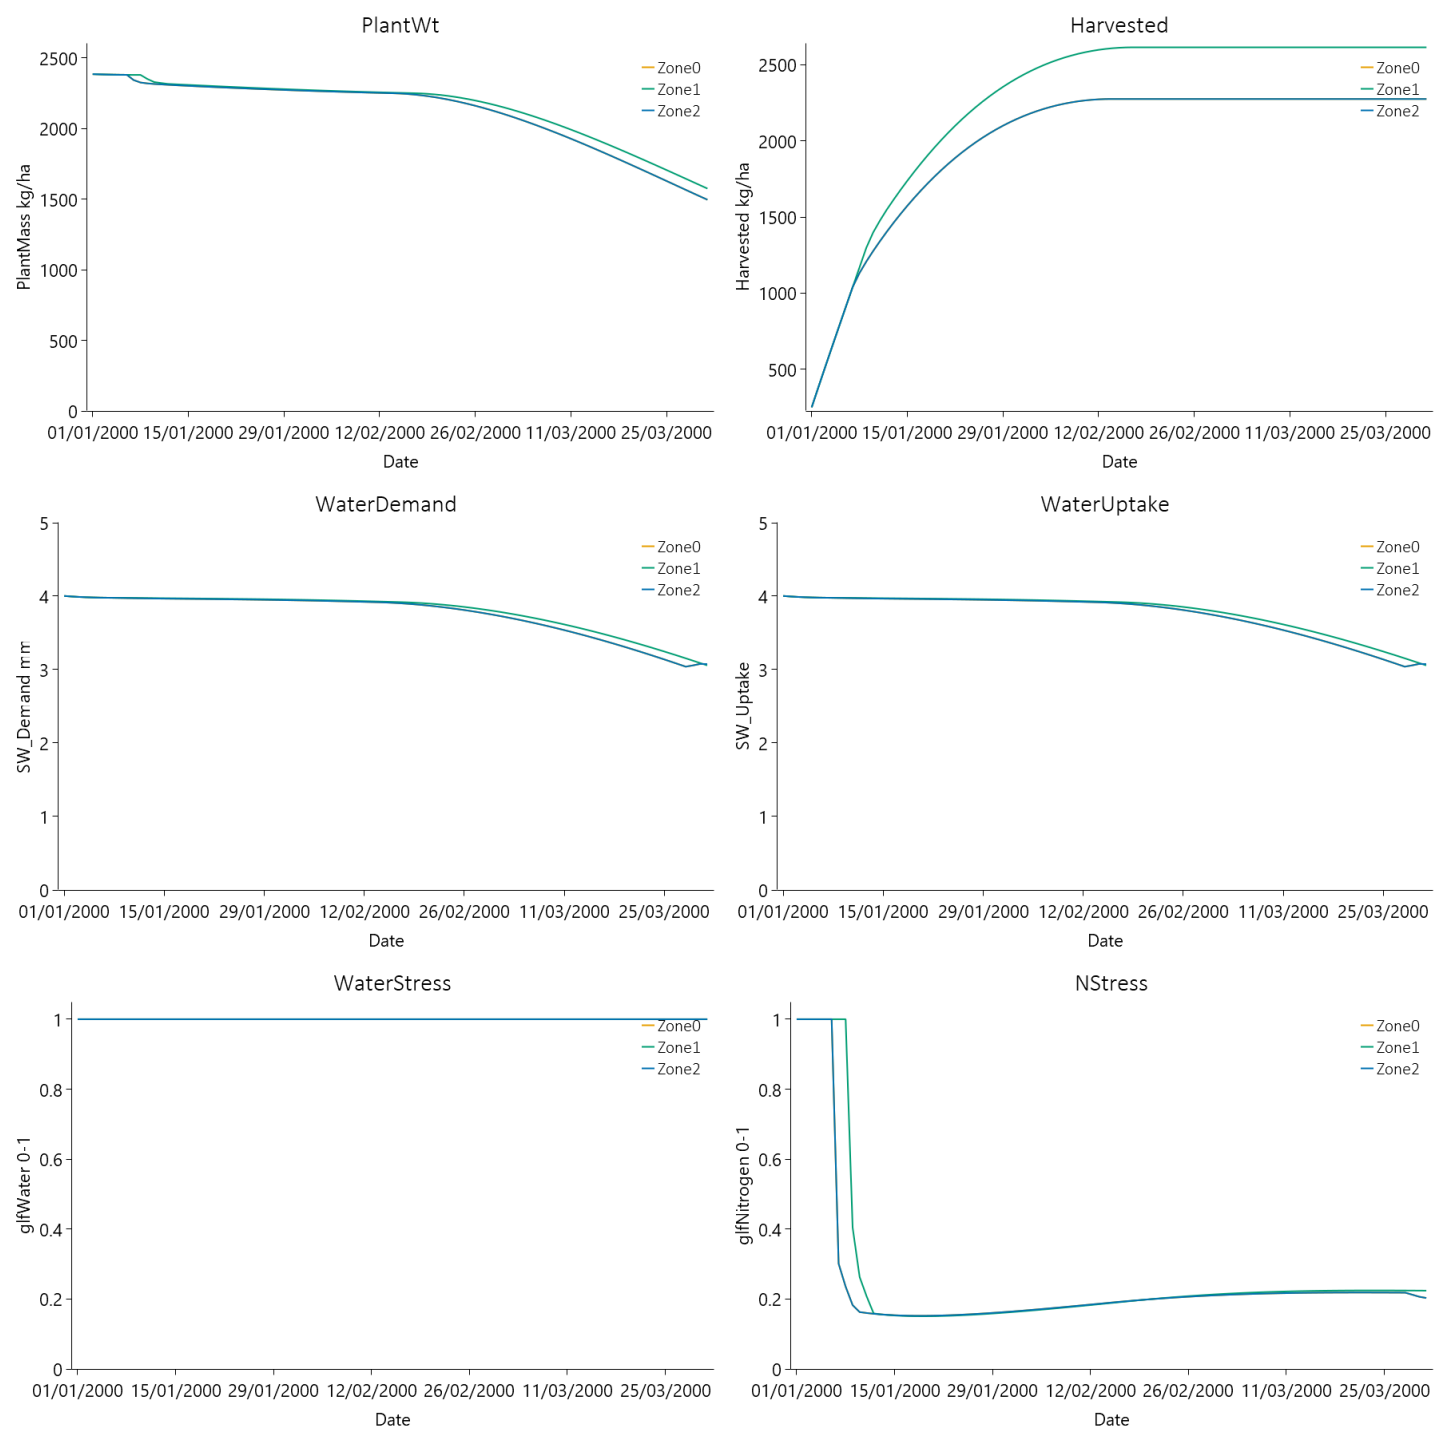 PlantWt
PlantMass kg/ha
2500
2000
1500
1000
500
0
Zone0
Zone1
Zone2
01/01/2000 15/01/2000 29/01/2000 12/02/2000 26/02/2000 11/03/2000 25/03/2000
Date
Harvested
Harvested kg/ha
2500
2000
1500
1000
500
Zone0
Zone1
Zone2
01/01/2000 15/01/2000 29/01/2000 12/02/2000 26/02/2000 11/03/2000 25/03/2000
Date
WaterDemand
SW_Demand mm
5
4
3
2
1
0
Zone0
Zone1
Zone2
01/01/2000 15/01/2000 29/01/2000 12/02/2000 26/02/2000 11/03/2000 25/03/2000
Date
WaterUptake
SW_Uptake
5
4
3
2
1
0
Zone0
Zone1
Zone2
01/01/2000 15/01/2000 29/01/2000 12/02/2000 26/02/2000 11/03/2000 25/03/2000
Date
WaterStress
glfWater 0-1
1
0.8
0.6
0.4
0.2
0
Zone0
Zone1
Zone2
01/01/2000 15/01/2000 29/01/2000 12/02/2000 26/02/2000 11/03/2000 25/03/2000
Date
NStress
glfNitrogen 0-1
1
0.8
0.6
0.4
0.2
0
Zone0
Zone1
Zone2
01/01/2000 15/01/2000 29/01/2000 12/02/2000 26/02/2000 11/03/2000 25/03/2000
Date